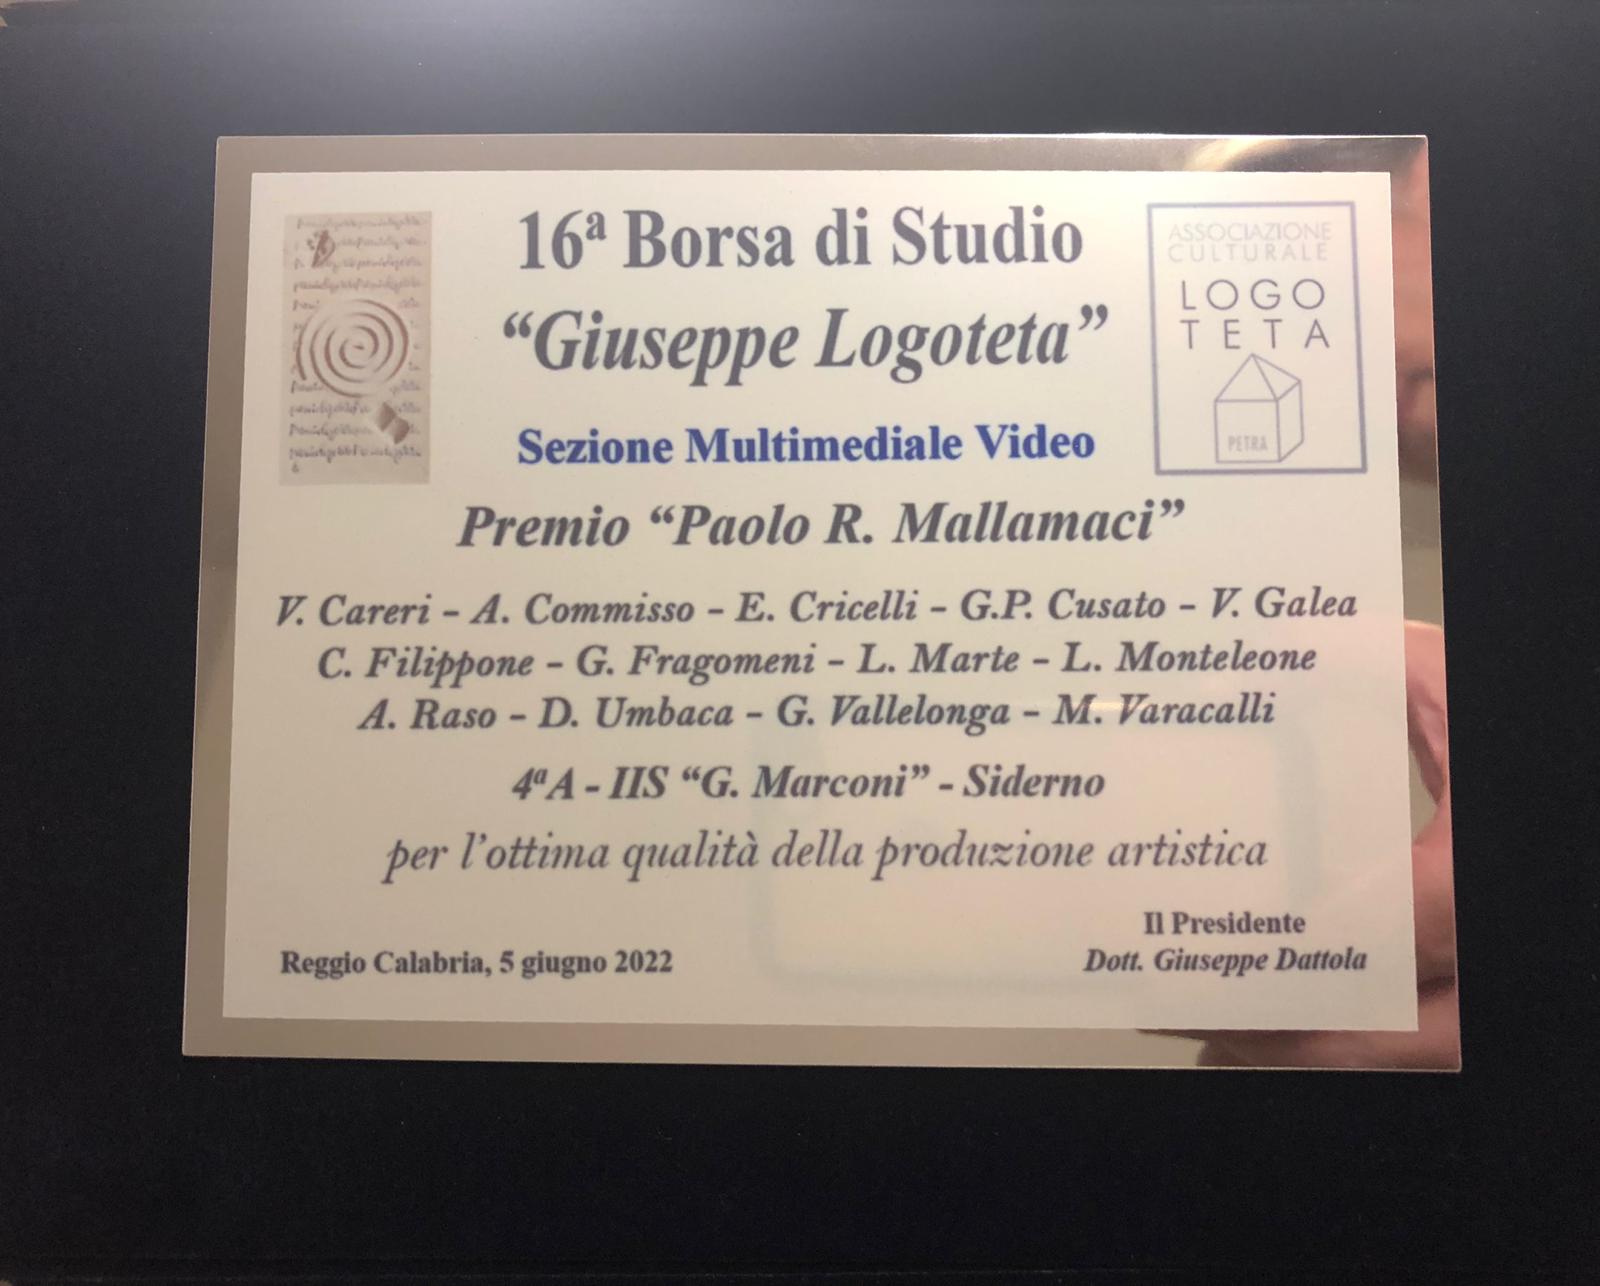 16ª Borsa di Studio
“Giuseppe Logoteta”
ASSOCIAZIONE
CULTURALE
LOGO
TETA
PETRA
Sezione Multimediale Video
Premio “Paolo R. Mallamaci”
V. Careri – A. Commisso – E. Cricelli – G.P. Cusato – V. Galea
C. Filippone – G. Fragomeni – L. Marte – L. Monteleone
A. Raso – D. Umbaca – G. Vallelonga – M. Varacalli
4ª A - IIS “G. Marconi” - Siderno
per l’ottima qualità della produzione artistica
Il Presidente
Reggio Calabria, 5 giugno 2022
Dott. Giuseppe Dattola